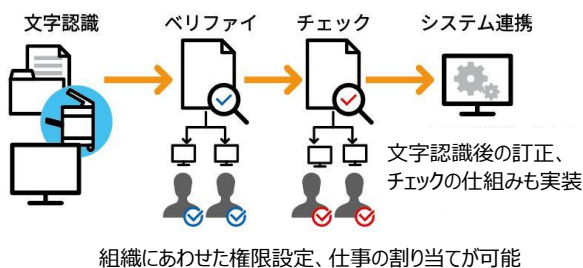 文字認識
ベリファイ
チェック
システム連携
文字認識後の訂正、
チェックの仕組みも実装
組織にあわせた権限設定、仕事の割り当てが可能